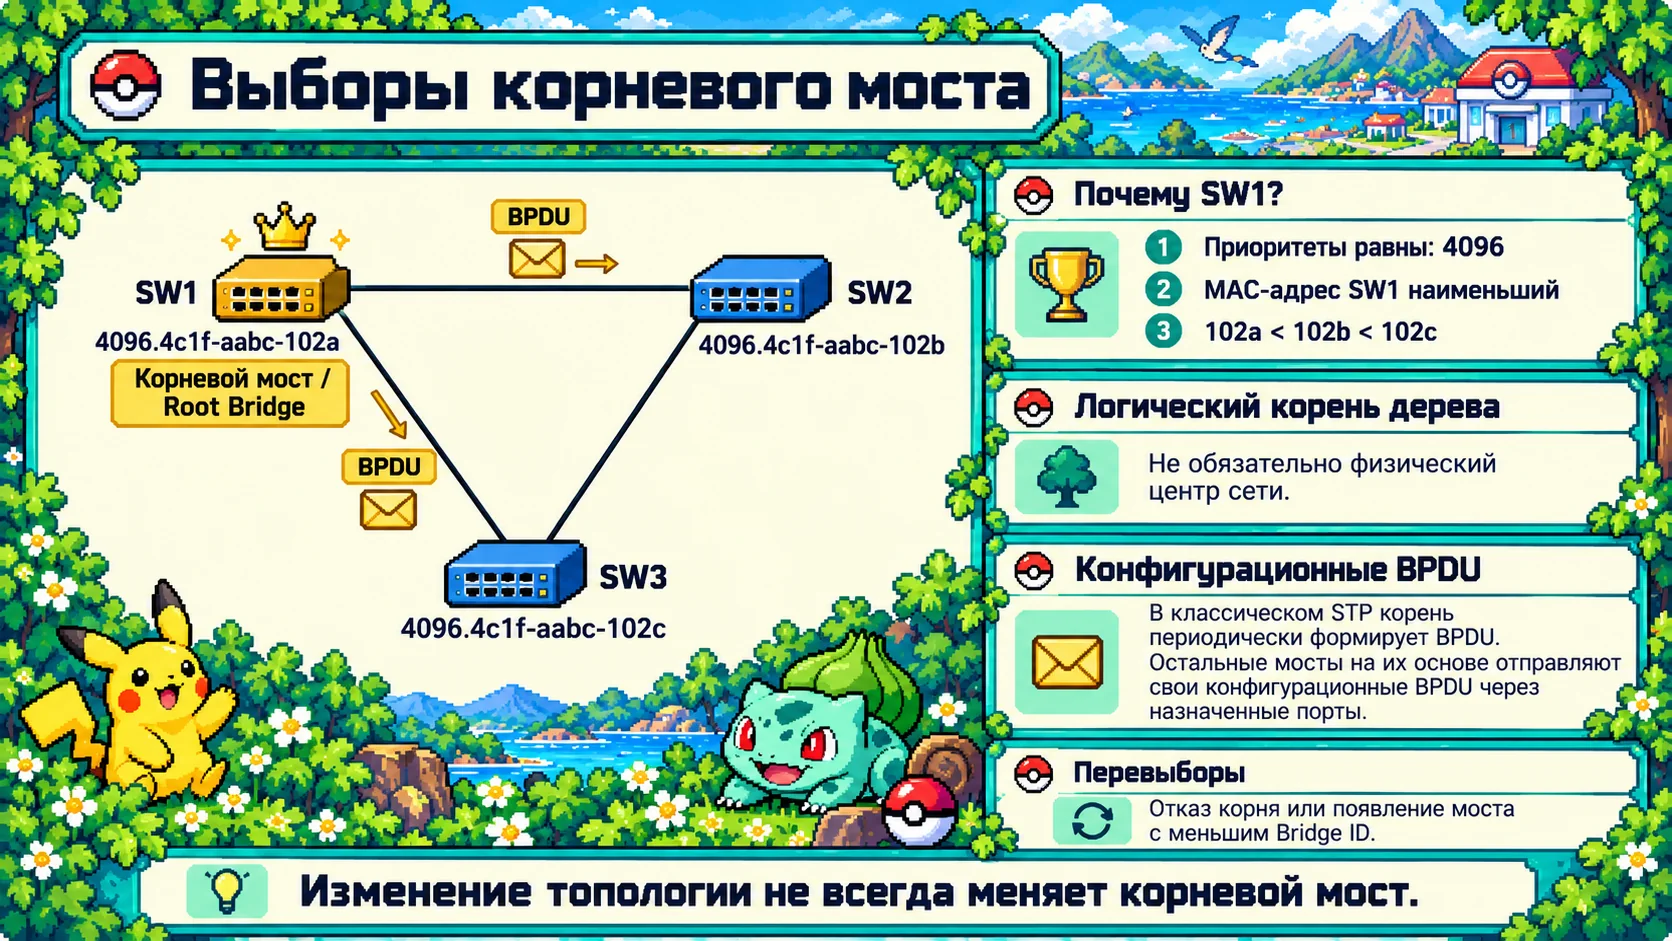 Выборы корневого моста
BPDU
SW1
SW2
4096.4c1f-aabc-102a
4096.4c1f-aabc-102b
Корневой мост /
Root Bridge
BPDU
SW3
4096.4c1f-aabc-102c
Почему SW1?
1 Приоритеты равны: 4096
2 MAC-адрес SW1 наименьший
3 102a < 102b < 102c
Логический корень дерева
Не обязательно физический
центр сети.
Конфигурационные BPDU
В классическом STP корень
периодически формирует BPDU.
Остальные мосты на их основе отправляют
свои конфигурационные BPDU через
назначенные порты.
Перевыборы
Отказ корня или появление моста
с меньшим Bridge ID.
Изменение топологии не всегда меняет корневой мост.